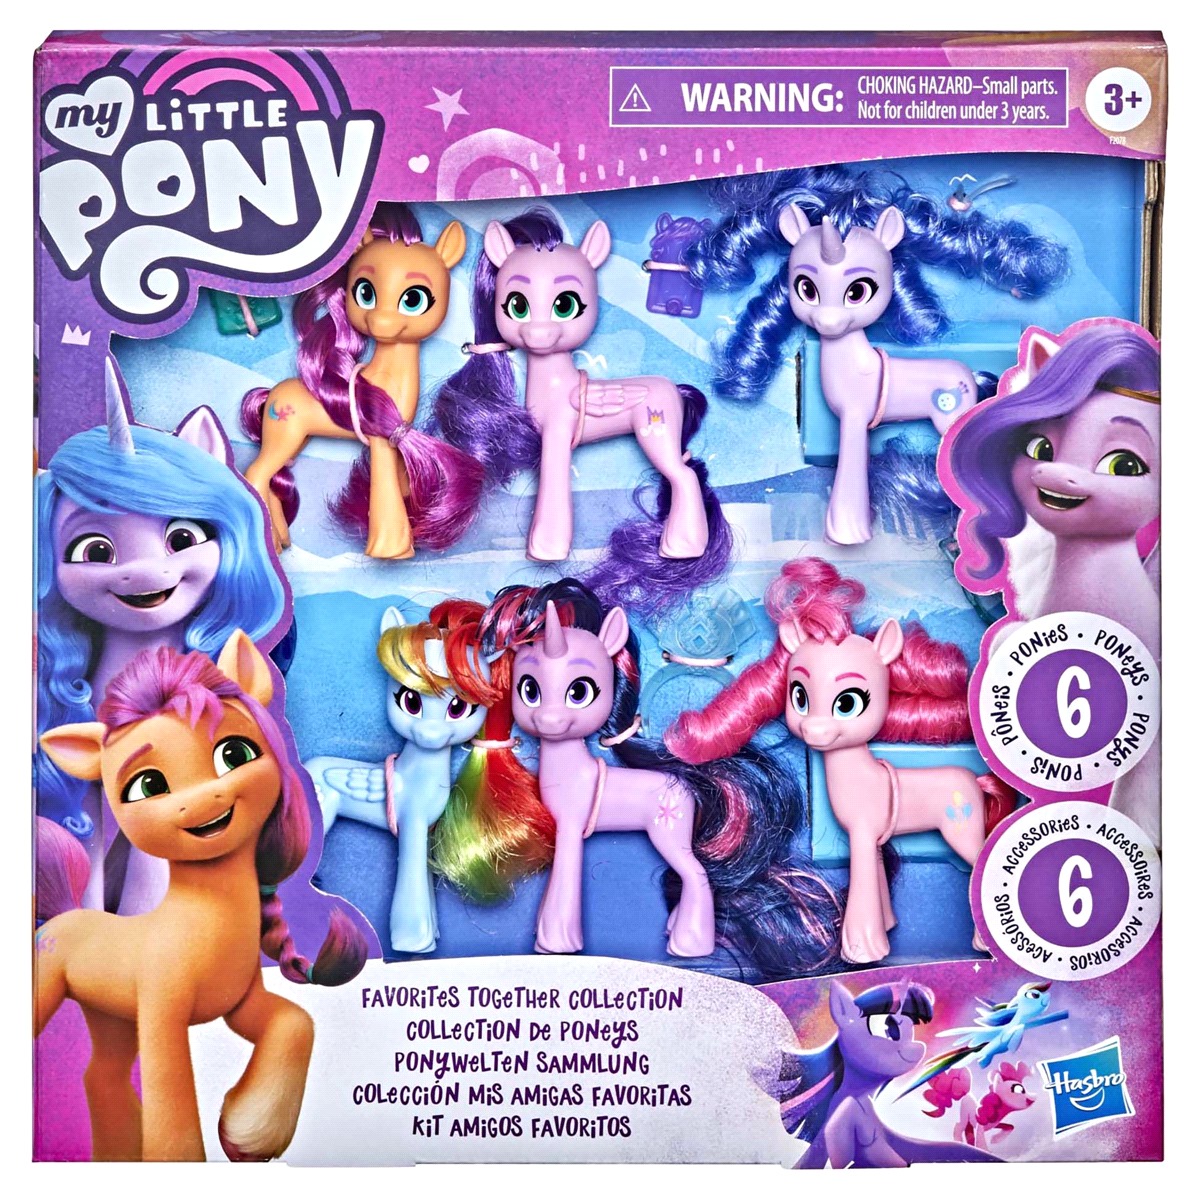 my LiTTLE
PONY
WARNING: CHOKING HAZARD–Small parts.
Not for children under 3 years.
3+
F2078
6
PONIES · PONEYS · PONYS · PONIS · PÔNEIS ·
6
ACCESSORIES · ACCESSOIRES · ACCESORIOS · ACESSÓRIOS ·
FAVORITES TOGETHER COLLECTION
COLLECTION DE PONEYS
PONYWELTEN SAMMLUNG
COLECCIÓN MIS AMIGAS FAVORITAS
KIT AMIGOS FAVORITOS
Hasbro